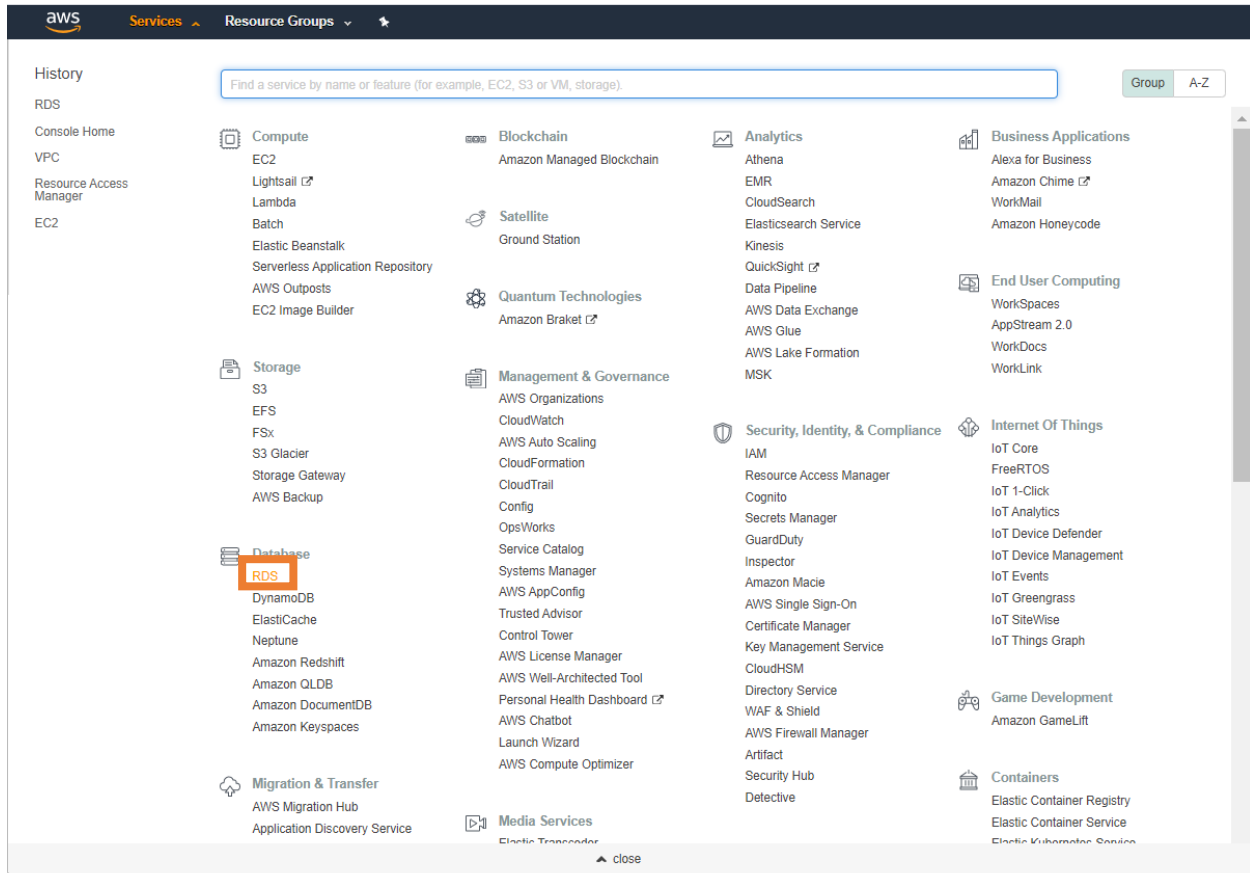 aws Services Resource Groups
History
RDS
Console Home
VPC
Resource Access
Manager
EC2
Find a service by name or feature (for example, EC2, S3 or VM, storage).
Group A-Z
Compute
EC2
Lightsail
Lambda
Batch
Elastic Beanstalk
Serverless Application Repository
AWS Outposts
EC2 Image Builder
Storage
S3
EFS
FSx
S3 Glacier
Storage Gateway
AWS Backup
Database
RDS
DynamoDB
ElastiCache
Neptune
Amazon Redshift
Amazon QLDB
Amazon DocumentDB
Amazon Keyspaces
Migration & Transfer
AWS Migration Hub
Application Discovery Service
Blockchain
Amazon Managed Blockchain
Satellite
Ground Station
Quantum Technologies
Amazon Braket
Management & Governance
AWS Organizations
CloudWatch
AWS Auto Scaling
CloudFormation
CloudTrail
Config
OpsWorks
Service Catalog
Systems Manager
AWS AppConfig
Trusted Advisor
Control Tower
AWS License Manager
AWS Well-Architected Tool
Personal Health Dashboard
AWS Chatbot
Launch Wizard
AWS Compute Optimizer
Media Services
Elastic Transcoder
Analytics
Athena
EMR
CloudSearch
Elasticsearch Service
Kinesis
QuickSight
Data Pipeline
AWS Data Exchange
AWS Glue
AWS Lake Formation
MSK
Security, Identity, & Compliance
IAM
Resource Access Manager
Cognito
Secrets Manager
GuardDuty
Inspector
Amazon Macie
AWS Single Sign-On
Certificate Manager
Key Management Service
CloudHSM
Directory Service
WAF & Shield
AWS Firewall Manager
Artifact
Security Hub
Detective
Business Applications
Alexa for Business
Amazon Chime
WorkMail
Amazon Honeycode
End User Computing
WorkSpaces
AppStream 2.0
WorkDocs
WorkLink
Internet Of Things
IoT Core
FreeRTOS
IoT 1-Click
IoT Analytics
IoT Device Defender
IoT Device Management
IoT Events
IoT Greengrass
IoT SiteWise
IoT Things Graph
Game Development
Amazon GameLift
Containers
Elastic Container Registry
Elastic Container Service
Elastic Kubernetes Service
close